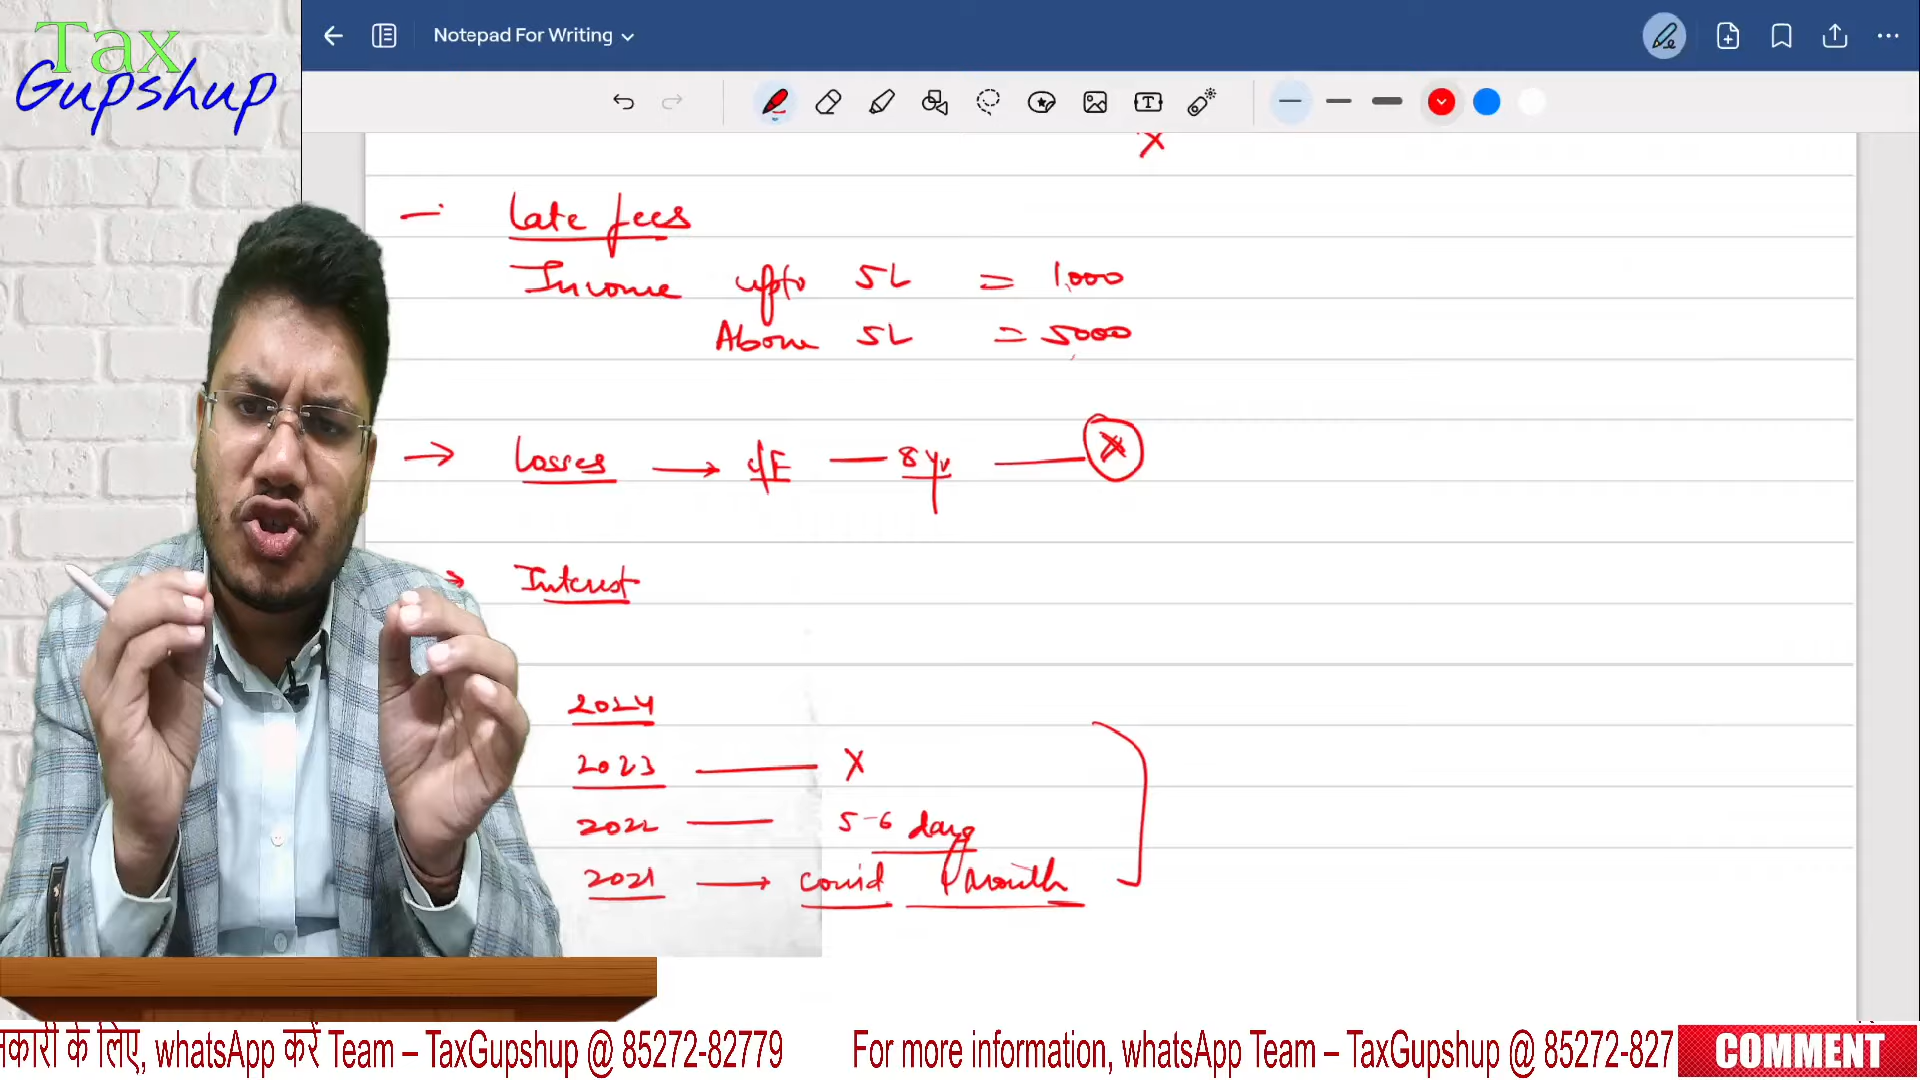 Tax
Gupshup
Notepad For Writing
X
– Late fees
Income upto 5L = 1,000
Above 5L = 5000
→ Losses → c/F — 8 yr — X
→ Interest
2024
2023 — X
2022 — 5-6 days
2021 → covid 1 Month
के लिए, whatsApp करें Team – TaxGupshup @ 85272-82779 For more information, whatsApp Team – TaxGupshup @ 85272-827
COMMENT